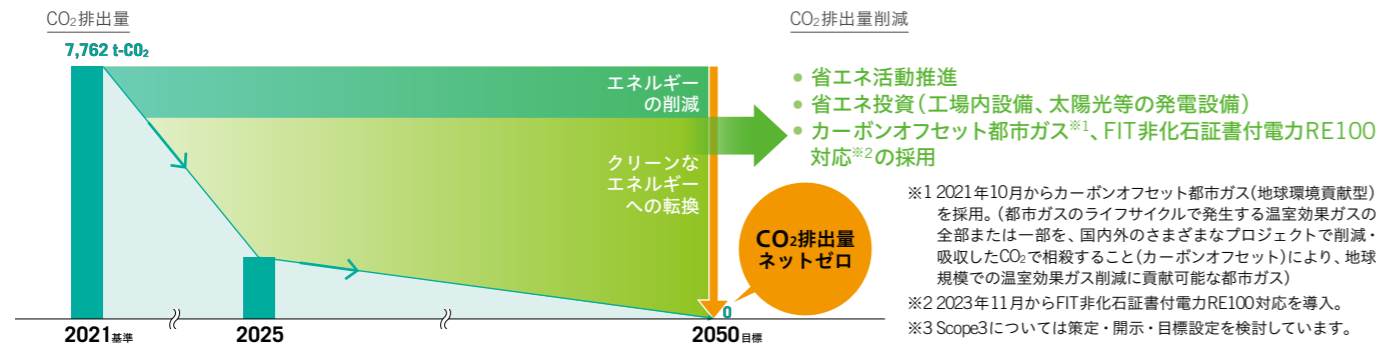 CO₂排出量
7,762 t-CO₂
エネルギー
の削減
クリーンな
エネルギー
への転換
CO₂排出量
ネットゼロ
0
2021基準
2025
2050目標
CO₂排出量削減
• 省エネ活動推進
• 省エネ投資（工場内設備、太陽光等の発電設備）
• カーボンオフセット都市ガス※1、FIT非化石証書付電力RE100
対応※2の採用
※1 2021年10月からカーボンオフセット都市ガス(地球環境貢献型)
を採用。(都市ガスのライフサイクルで発生する温室効果ガスの
全部または一部を、国内外のさまざまなプロジェクトで削減・
吸収したCO₂で相殺すること(カーボンオフセット)により、地球
規模での温室効果ガス削減に貢献可能な都市ガス)
※2 2023年11月からFIT非化石証書付電力RE100対応を導入。
※3 Scope3については策定・開示・目標設定を検討しています。